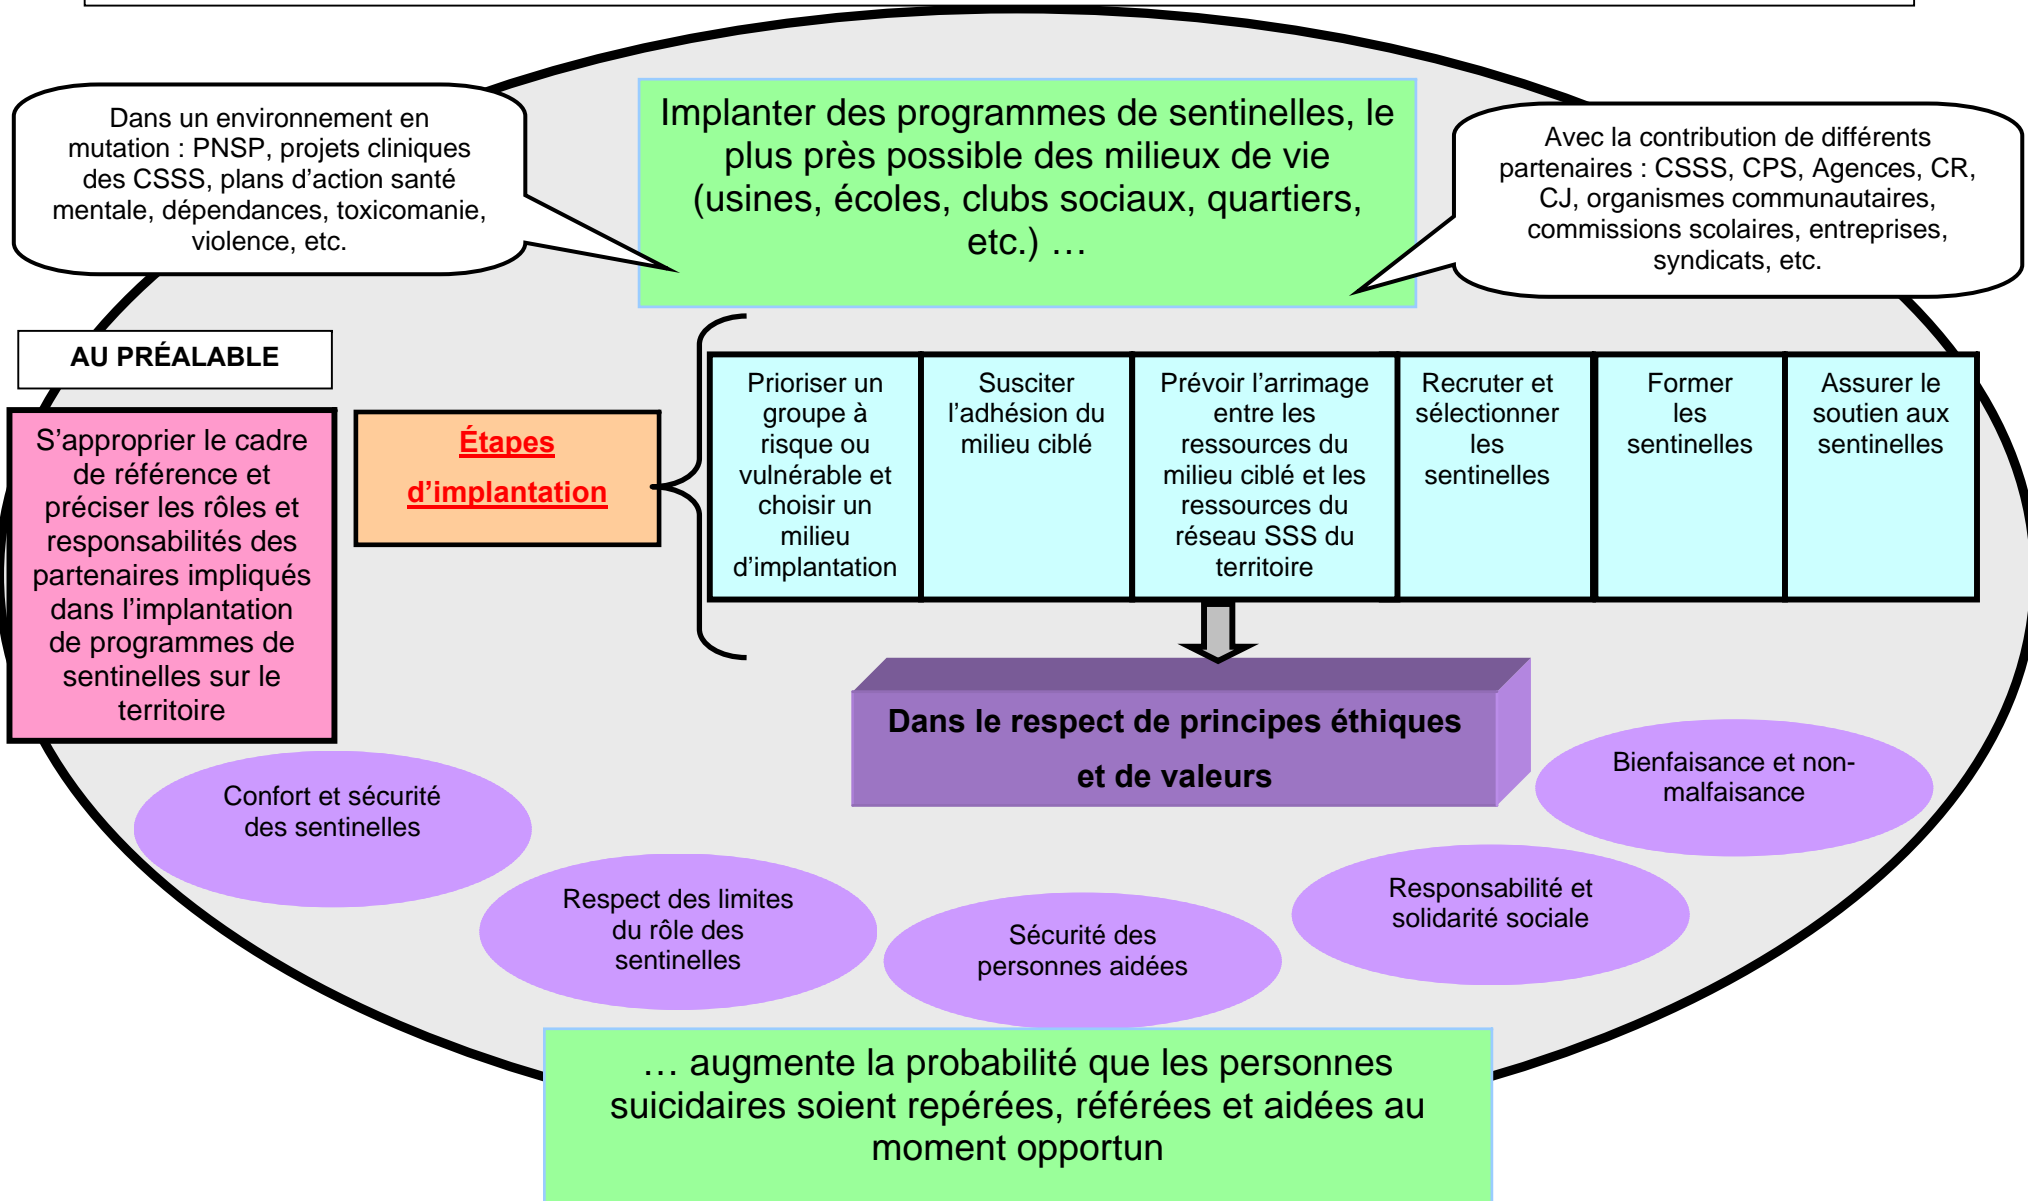 Dans un environnement en
mutation : PNSP, projets cliniques
des CSSS, plans d'action santé
mentale, dépendances, toxicomanie,
violence, etc.
Implanter des programmes de sentinelles, le
plus près possible des milieux de vie
(usines, écoles, clubs sociaux, quartiers,
etc.) …
Avec la contribution de différents
partenaires : CSSS, CPS, Agences, CR,
CJ, organismes communautaires,
commissions scolaires, entreprises,
syndicats, etc.
AU PRÉALABLE
S'approprier le cadre
de référence et
préciser les rôles et
responsabilités des
partenaires impliqués
dans l'implantation
de programmes de
sentinelles sur le
territoire
Étapes
d'implantation
Prioriser un
groupe à
risque ou
vulnérable et
choisir un
milieu
d'implantation
Susciter
l'adhésion du
milieu ciblé
Prévoir l'arrimage
entre les
ressources du
milieu ciblé et les
ressources du
réseau SSS du
territoire
Recruter et
sélectionner
les
sentinelles
Former
les
sentinelles
Assurer le
soutien aux
sentinelles
Dans le respect de principes éthiques
et de valeurs
Confort et sécurité
des sentinelles
Respect des limites
du rôle des
sentinelles
Sécurité des
personnes aidées
Responsabilité et
solidarité sociale
Bienfaisance et non-
malfaisance
… augmente la probabilité que les personnes
suicidaires soient repérées, référées et aidées au
moment opportun